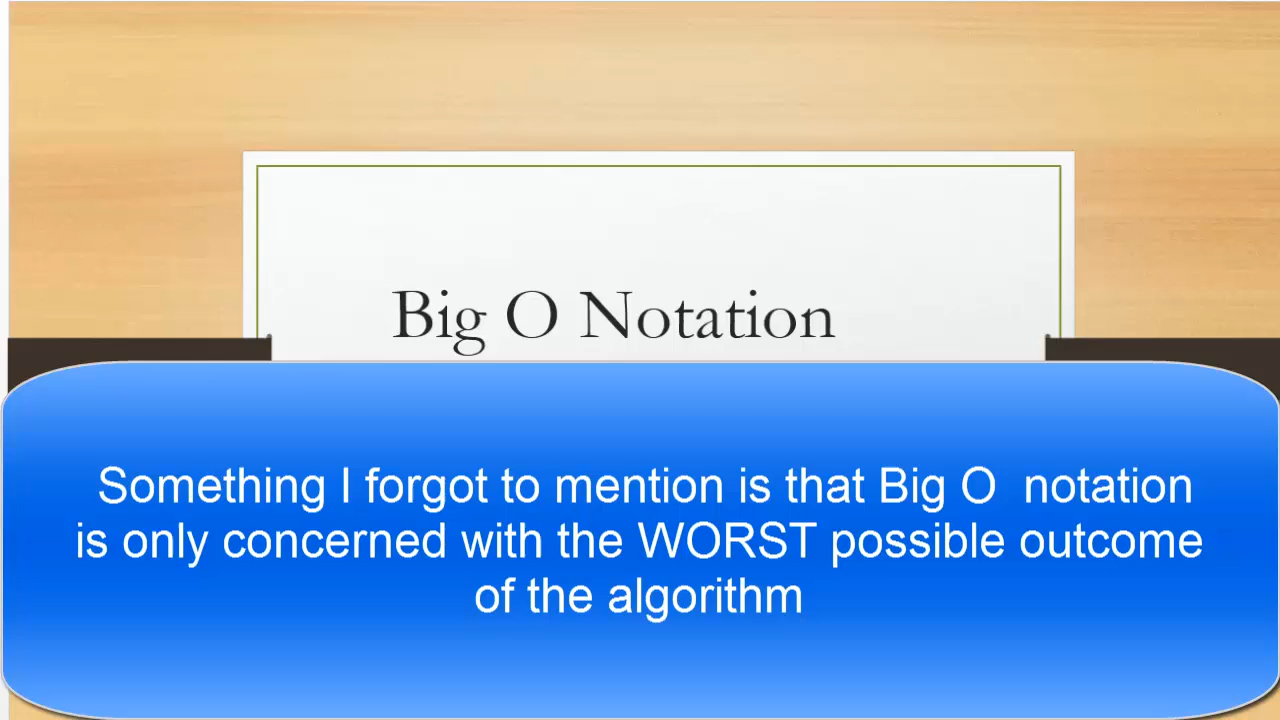 Big O Notation
Something I forgot to mention is that Big O  notation
is only concerned with the WORST possible outcome
of the algorithm